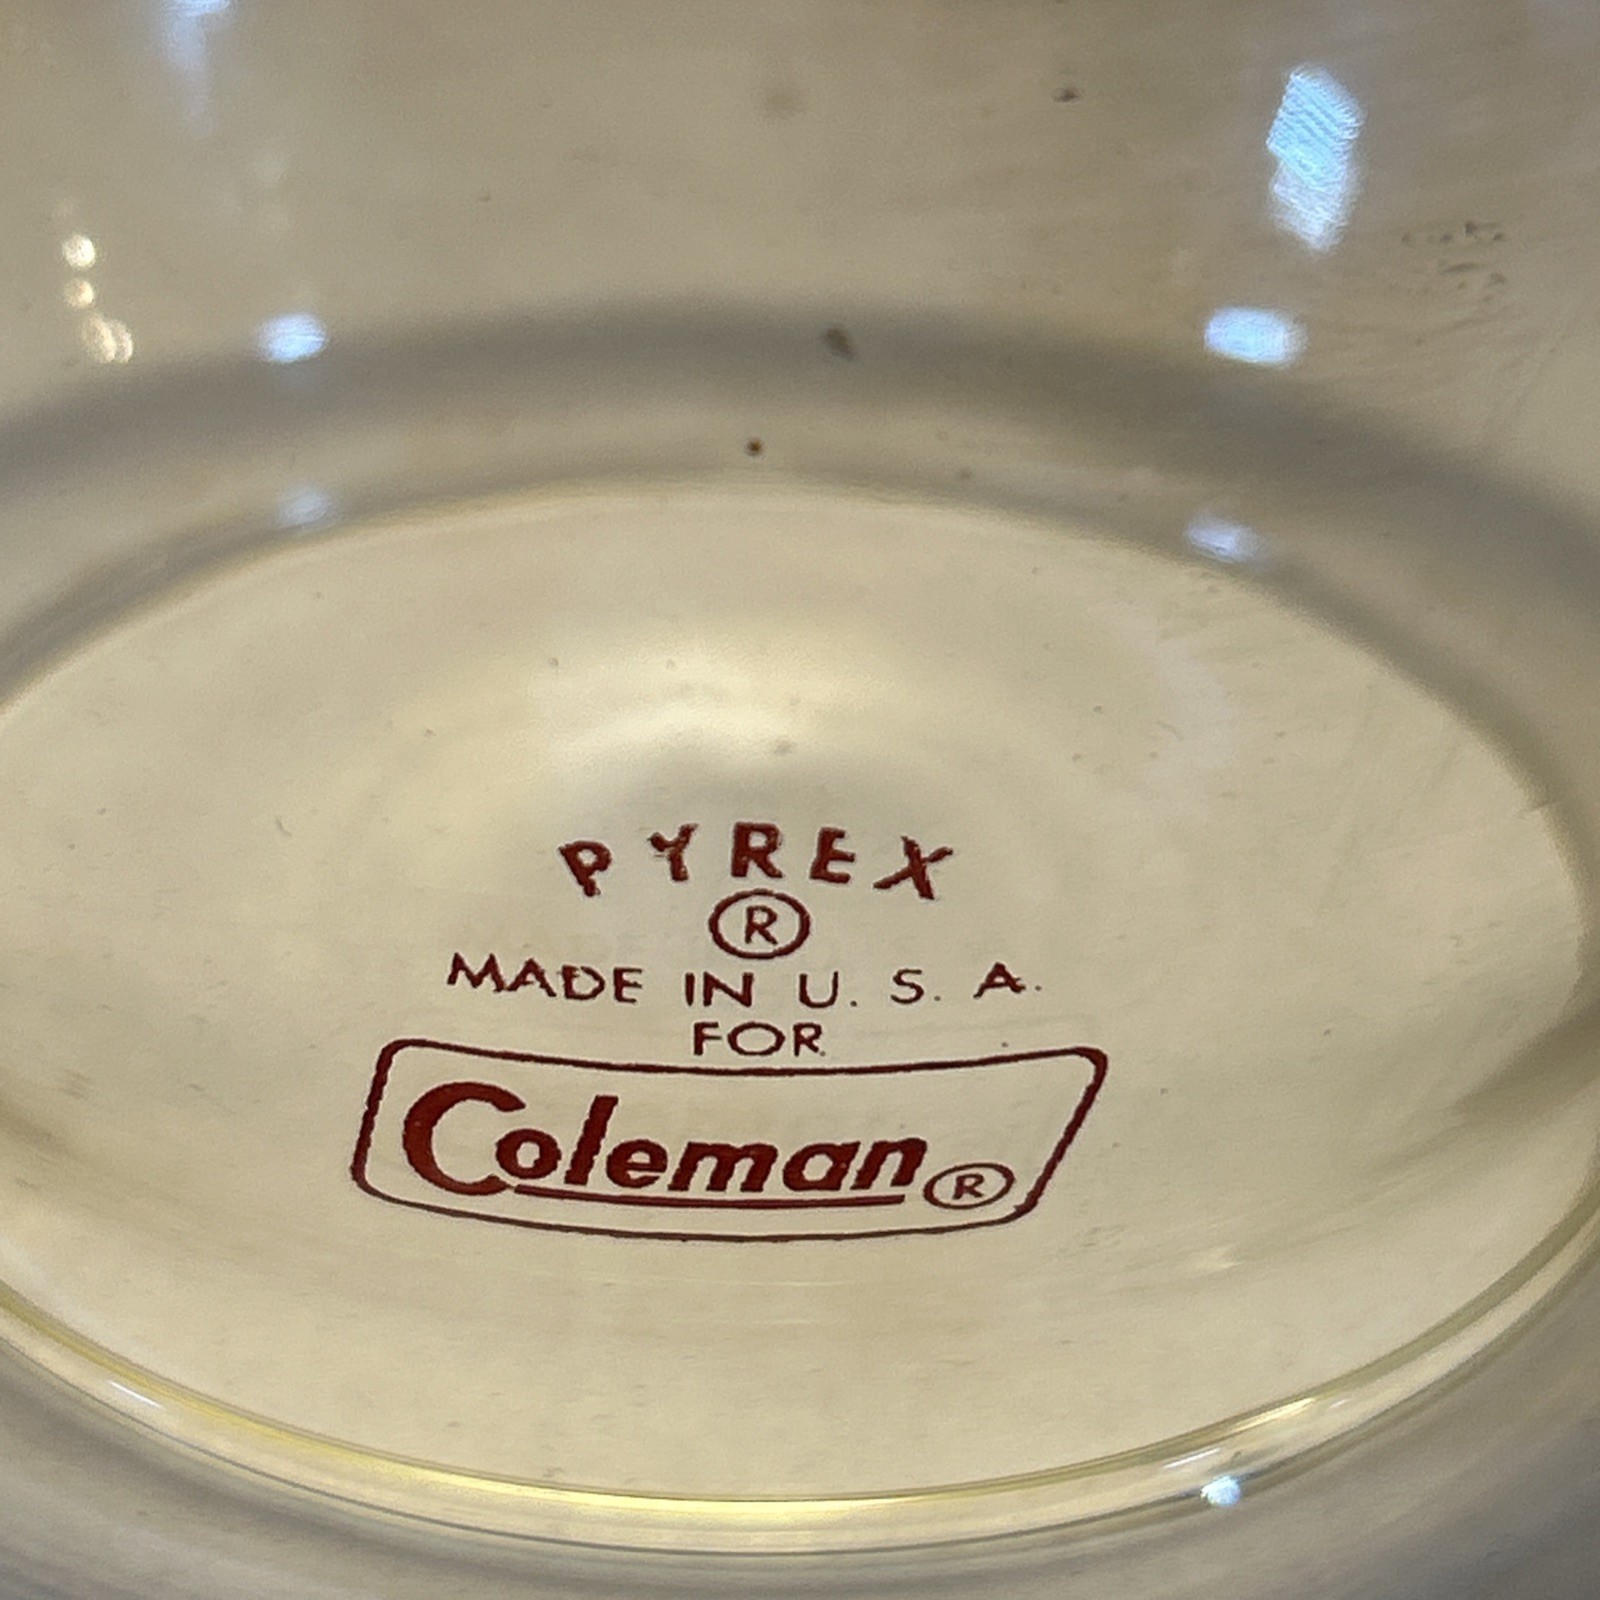 PYREX
®
MADE IN U. S. A.
FOR
Coleman®